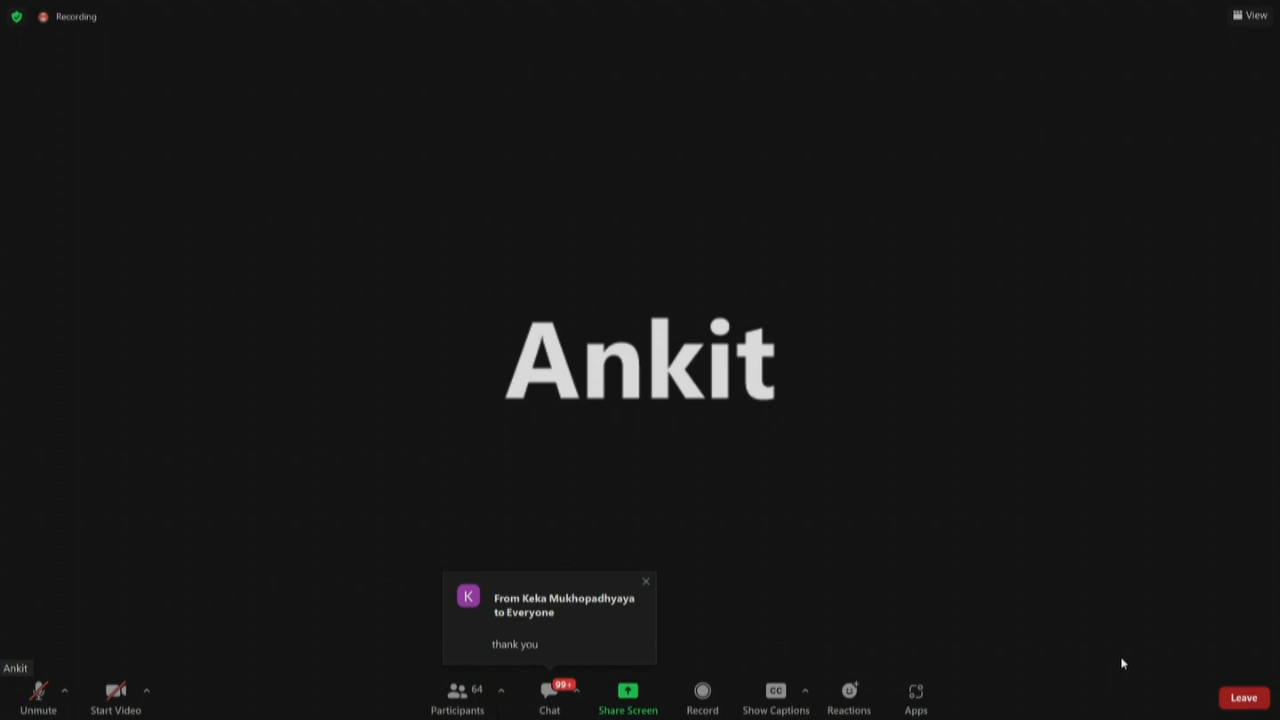 Recording
View
Ankit
K
From Keka Mukhopadhyaya
to Everyone
thank you
Ankit
64
99+
CC
Unmute
Start Video
Participants
Chat
Share Screen
Record
Show Captions
Reactions
Apps
Leave